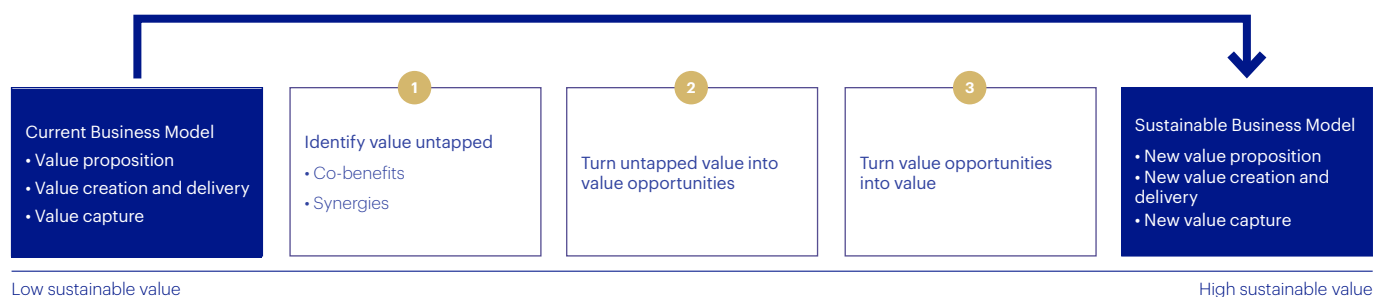 1
2
3
Current Business Model
• Value proposition
• Value creation and delivery
• Value capture
Identify value untapped
• Co-benefits
• Synergies
Turn untapped value into
value opportunities
Turn value opportunities
into value
Sustainable Business Model
• New value proposition
• New value creation and
delivery
• New value capture
Low sustainable value
High sustainable value